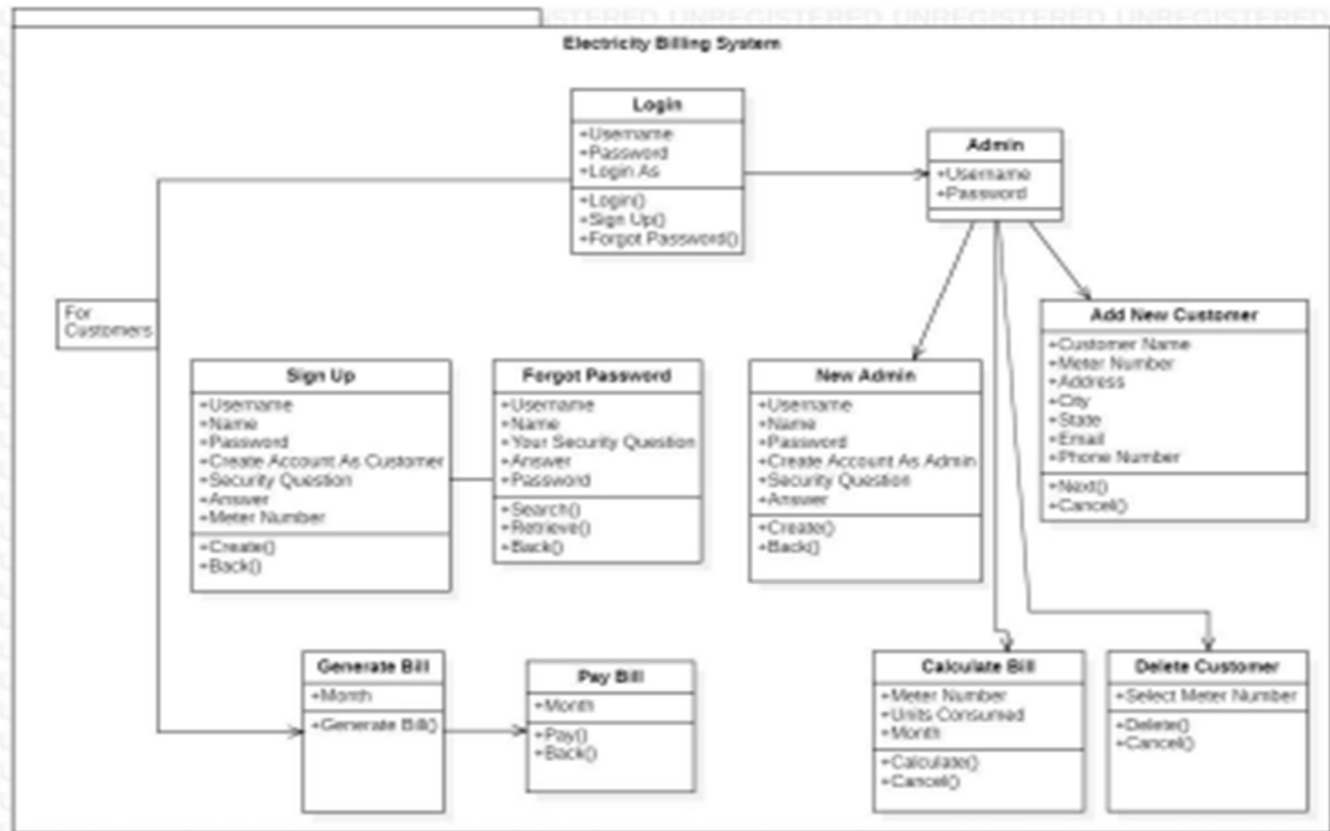 UNREGISTERED UNREGISTERED UNREGISTERED
Electricity Billing System
Login
+Username
+Password
+Login As
+Login()
+Sign Up()
+Forgot Password()
Admin
+Username
+Password
For
Customers
Sign Up
+Username
+Name
+Password
+Create Account As Customer
+Security Question
+Answer
+Meter Number
+Create()
+Back()
Forgot Password
+Username
+Name
+Your Security Question
+Answer
+Password
+Search()
+Retrieve()
+Back()
New Admin
+Username
+Name
+Password
+Create Account As Admin
+Security Question
+Answer
+Create()
+Back()
Add New Customer
+Customer Name
+Meter Number
+Address
+City
+State
+Email
+Phone Number
+Next()
+Cancel()
Generate Bill
+Month
+Generate Bill()
Pay Bill
+Month
+Pay()
+Back()
Calculate Bill
+Meter Number
+Units Consumed
+Month
+Calculate()
+Cancel()
Delete Customer
+Select Meter Number
+Delete()
+Cancel()